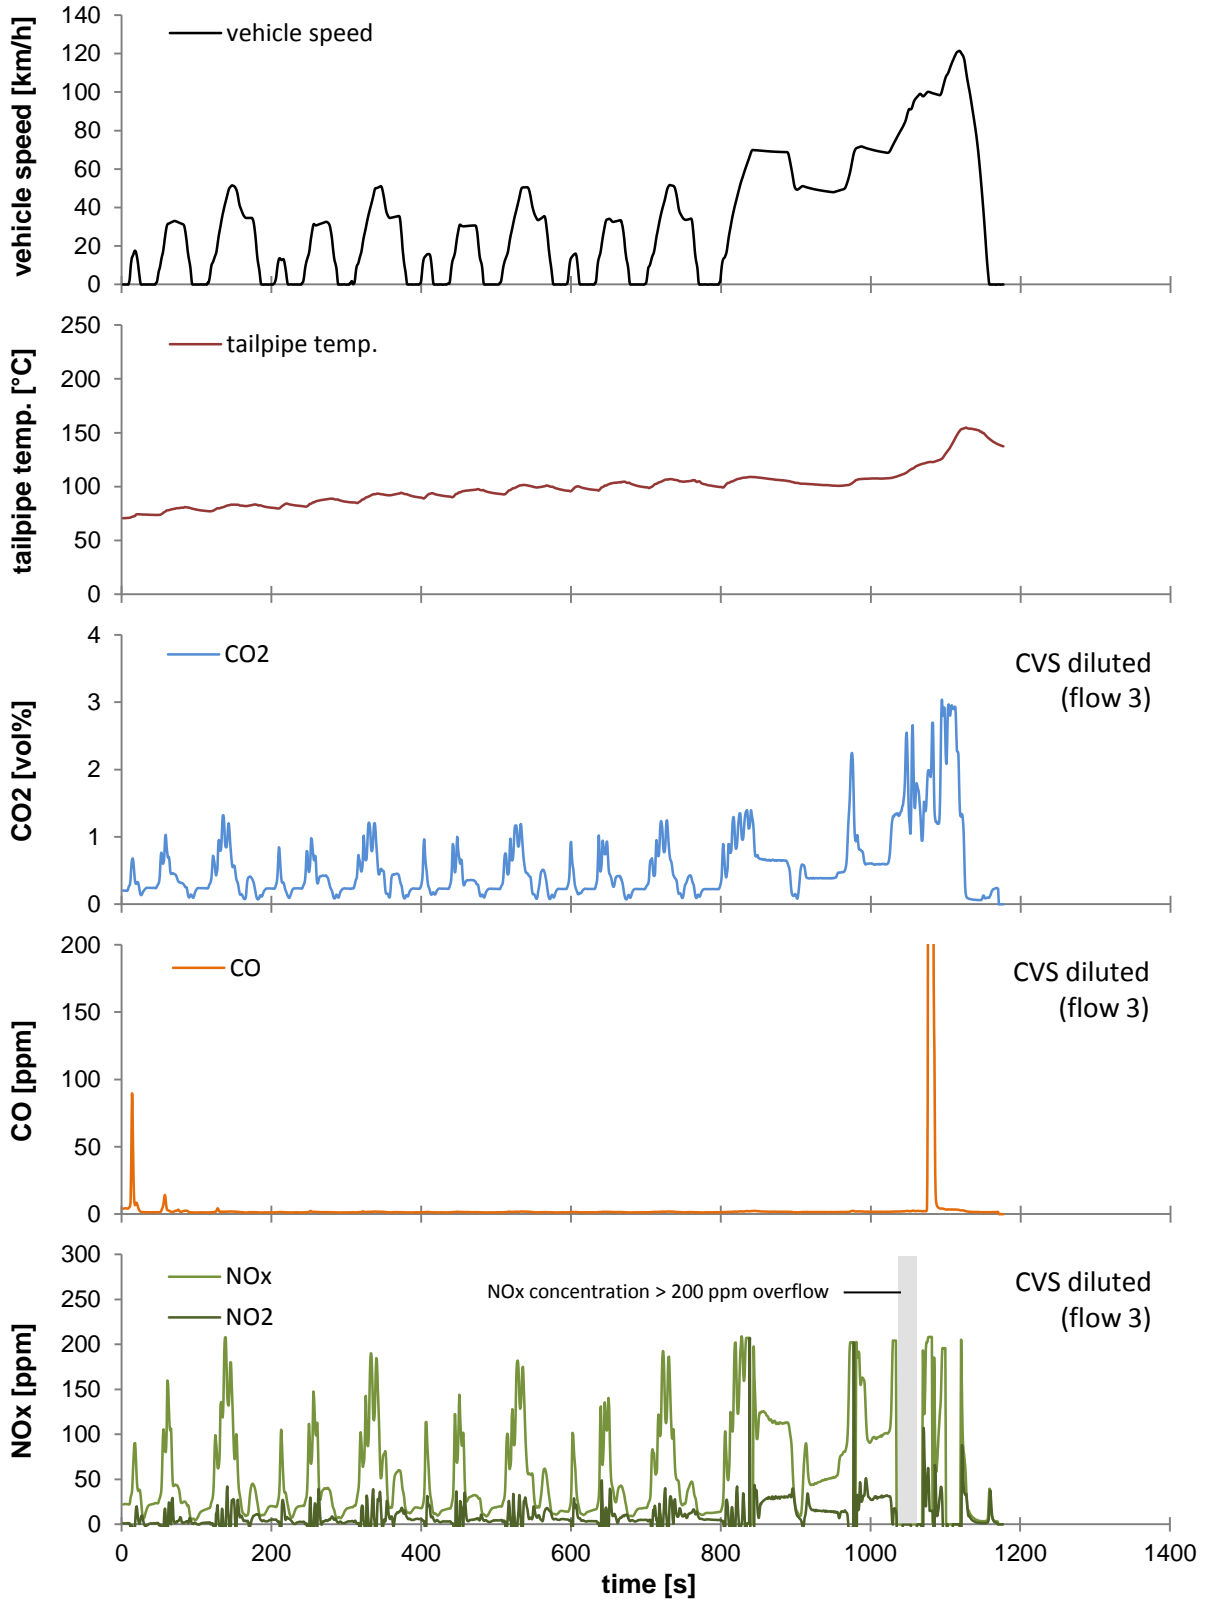 vehicle speed [km/h]
140
120
100
80
60
40
20
0
vehicle speed
tailpipe temp. [°C]
250
200
150
100
50
0
tailpipe temp.
CO2 [vol%]
4
3
2
1
0
CO2
CVS diluted
(flow 3)
CO [ppm]
200
150
100
50
0
CO
CVS diluted
(flow 3)
NOx [ppm]
300
250
200
150
100
50
0
NOx
NO2
NOx concentration > 200 ppm overflow
CVS diluted
(flow 3)
0 200 400 600 800 1000 1200 1400
time [s]